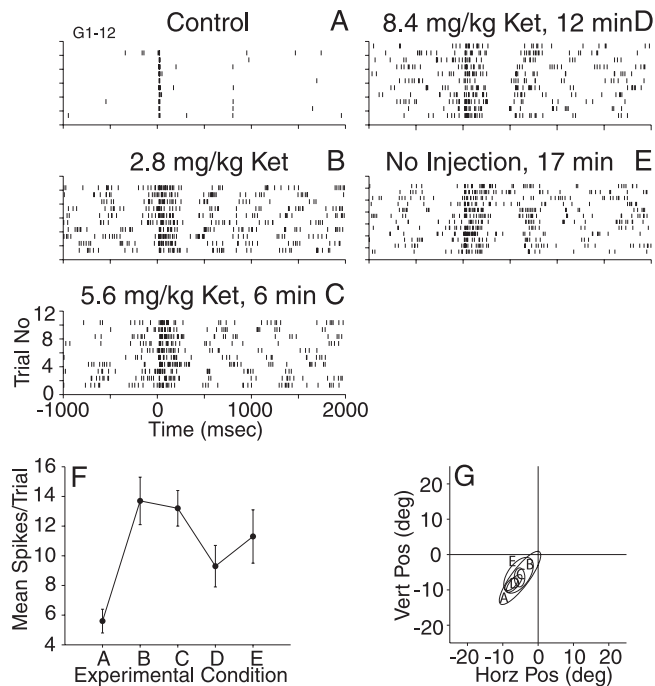 Control A
G1-12
8.4 mg/kg Ket, 12 min D
2.8 mg/kg Ket B
No Injection, 17 min E
5.6 mg/kg Ket, 6 min C
Trial No
12
8
4
0
-1000 0 1000 2000
Time (msec)
F
Mean Spikes/Trial
16
14
12
10
8
6
4
A B C D E
Experimental Condition
G
Vert Pos (deg)
20
10
0
-10
-20
E
B
C
D
A
-20 -10 0 10 20
Horz Pos (deg)